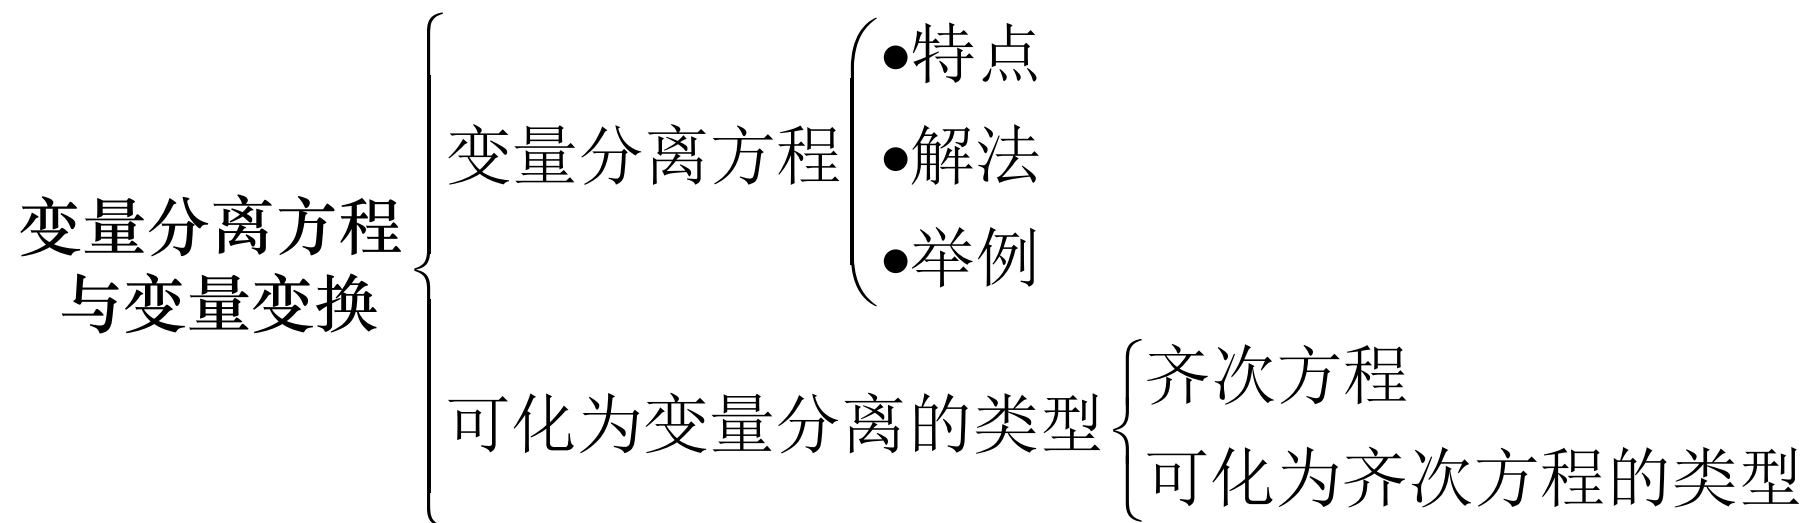 变量分离方程
与变量变换
变量分离方程
•特点
•解法
•举例
可化为变量分离的类型
齐次方程
可化为齐次方程的类型